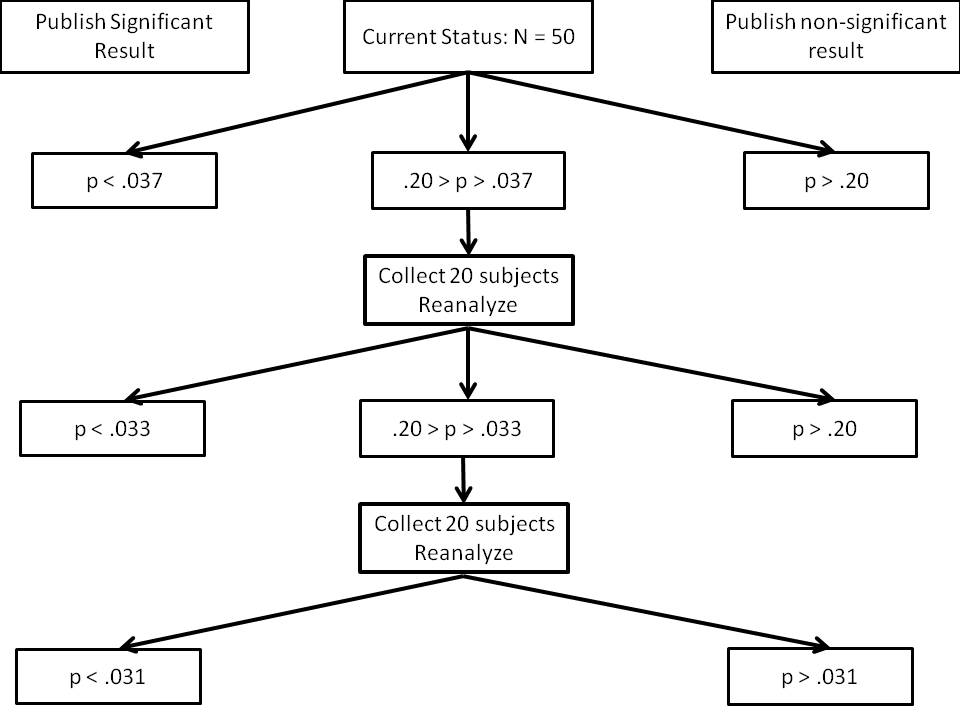 Publish Significant
Result
Current Status: N = 50
Publish non-significant
result
p < .037
.20 > p > .037
p > .20
Collect 20 subjects
Reanalyze
p < .033
.20 > p > .033
p > .20
Collect 20 subjects
Reanalyze
p < .031
p > .031